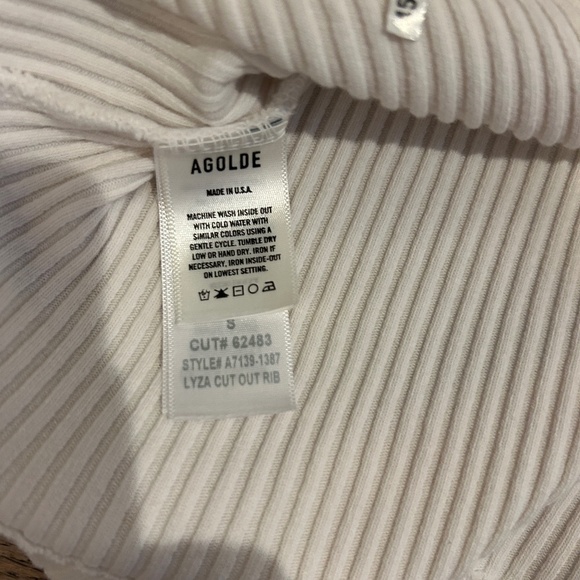 15
AGOLDE
MADE IN U.S.A.
MACHINE WASH INSIDE OUT
WITH COLD WATER WITH
SIMILAR COLORS USING A
GENTLE CYCLE. TUMBLE DRY
LOW OR HAND DRY. IRON IF
NECESSARY, IRON INSIDE-OUT
ON LOWEST SETTING.
S
CUT# 62483
STYLE# A7139-1387
LYZA CUT OUT RIB